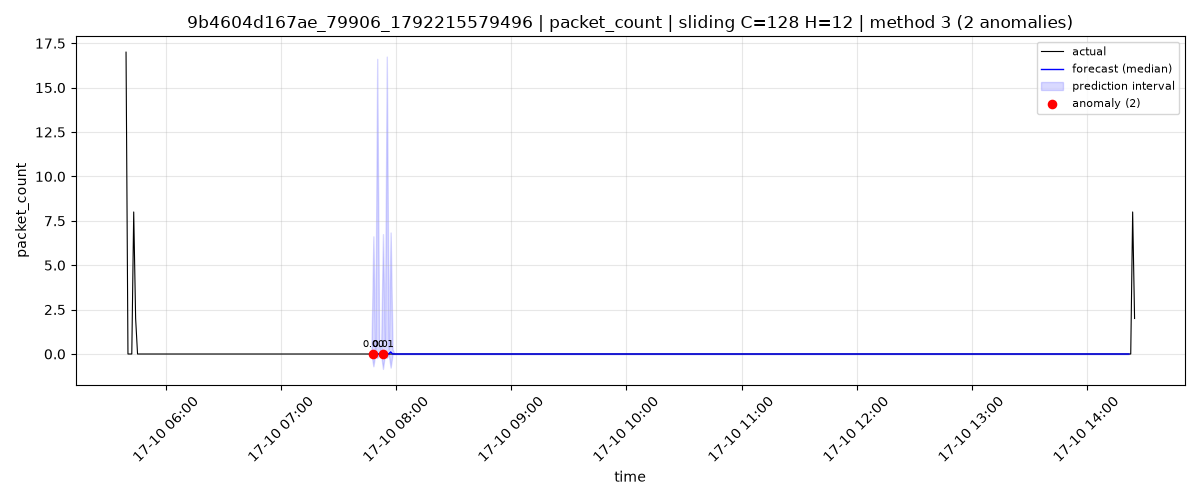 9b4604d167ae_79906_1792215579496 | packet_count | sliding C=128 H=12 | method 3 (2 anomalies)
17.5
15.0
12.5
10.0
7.5
5.0
2.5
0.0
packet_count
actual
forecast (median)
prediction interval
anomaly (2)
17-10 06:00
17-10 07:00
17-10 08:00
17-10 09:00
17-10 10:00
17-10 11:00
17-10 12:00
17-10 13:00
17-10 14:00
time